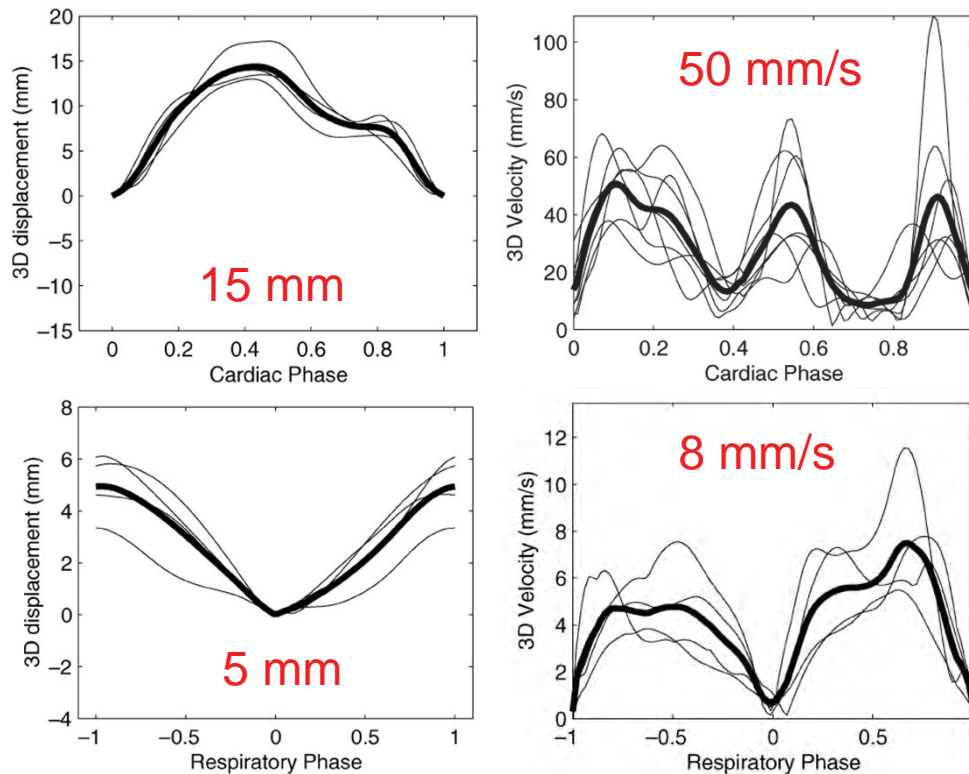 20
15
10
5
0
−5
−10
−15
3D displacement (mm)
15 mm
0 0.2 0.4 0.6 0.8 1
Cardiac Phase
100
80
60
40
20
0
3D Velocity (mm/s)
50 mm/s
0 0.2 0.4 0.6 0.8
Cardiac Phase
8
6
4
2
0
−2
−4
3D displacement (mm)
5 mm
−1 −0.5 0 0.5 1
Respiratory Phase
12
10
8
6
4
2
0
3D Velocity (mm/s)
8 mm/s
−1 −0.5 0 0.5
Respiratory Phase